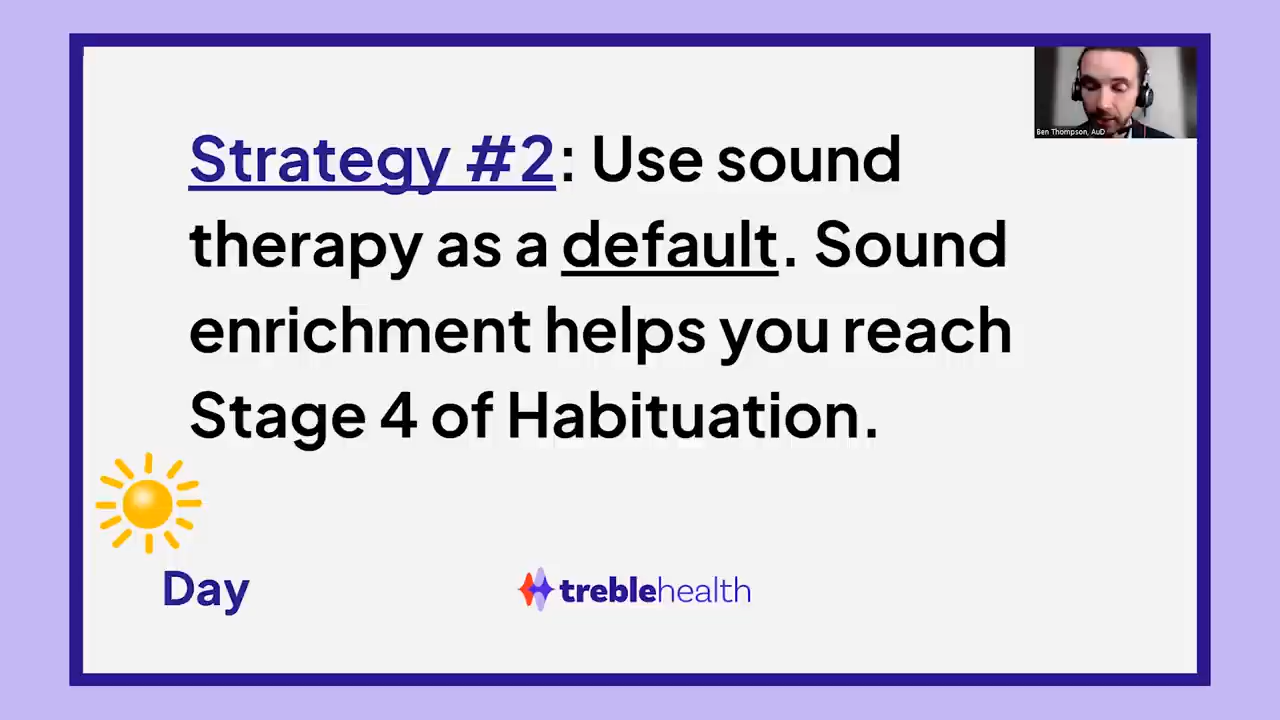 Ben Thompson, AuD
Strategy #2: Use sound
therapy as a default. Sound
enrichment helps you reach
Stage 4 of Habituation.
Day
treblehealth